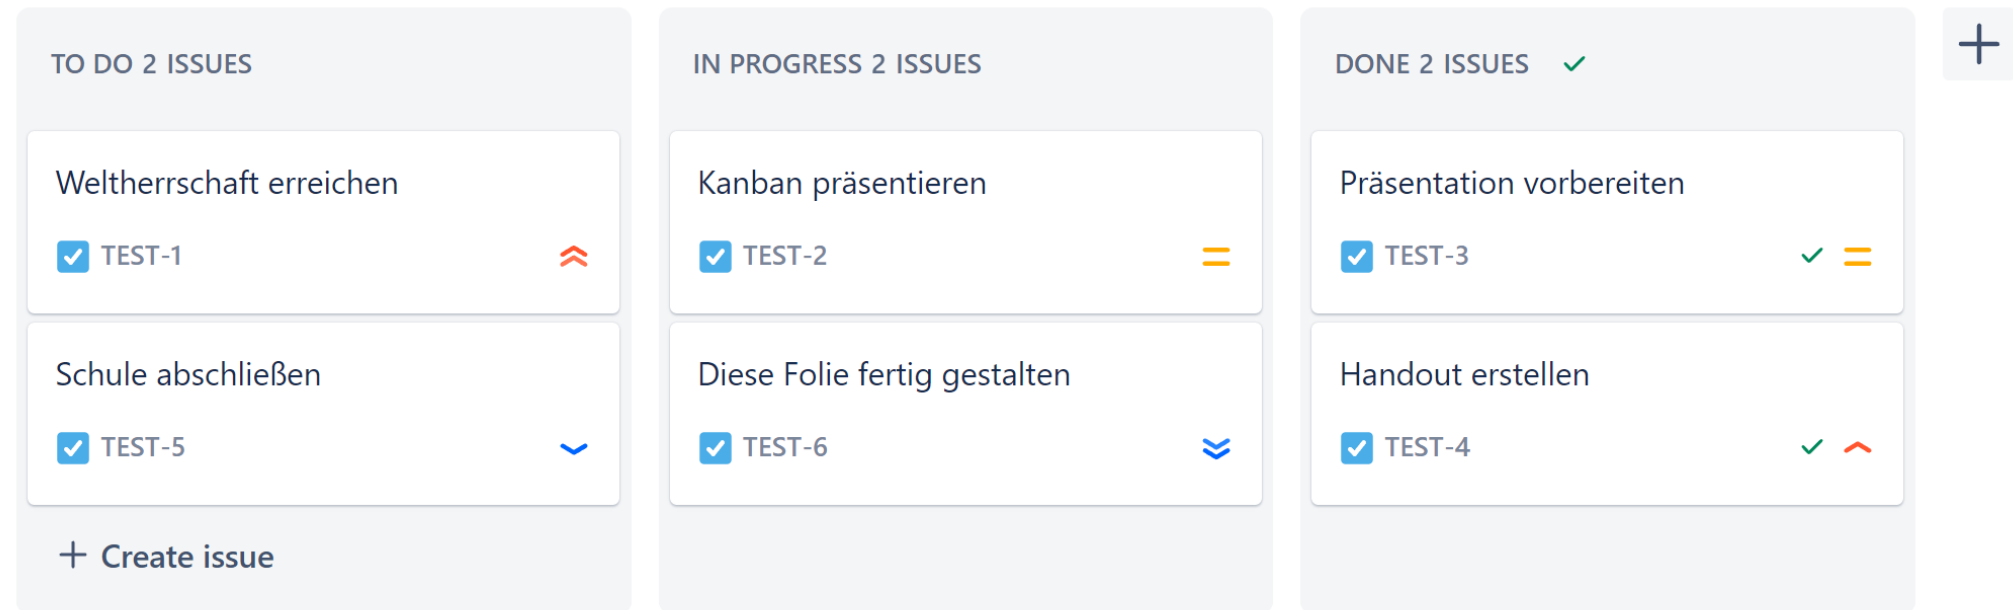 TO DO 2 ISSUES
Weltherrschaft erreichen
TEST-1
Schule abschließen
TEST-5
+ Create issue
IN PROGRESS 2 ISSUES
Kanban präsentieren
TEST-2
Diese Folie fertig gestalten
TEST-6
DONE 2 ISSUES
Präsentation vorbereiten
TEST-3
Handout erstellen
TEST-4